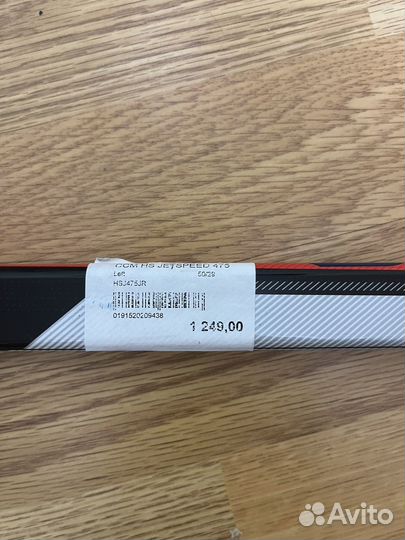 CCM HS JETSPEED 475
Left 50/29
HSJ475JR
0191520209438
1 249,00
Avito